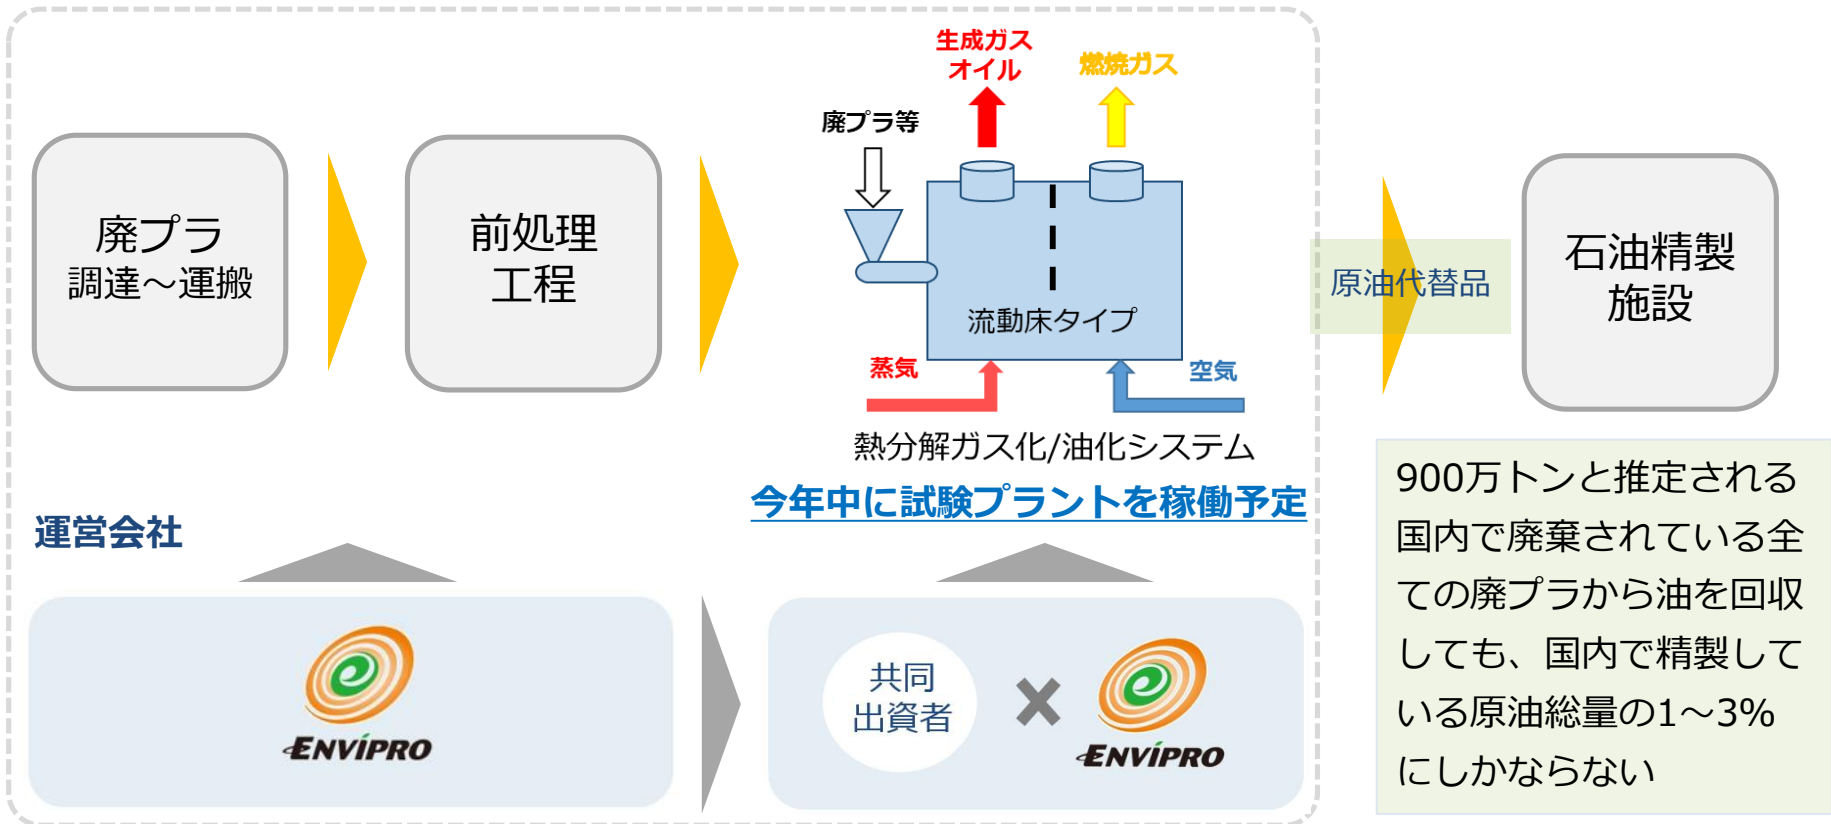 廃プラ
調達～運搬
前処理
工程
生成ガス
オイル
燃焼ガス
廃プラ等
流動床タイプ
蒸気
空気
熱分解ガス化/油化システム
今年中に試験プラントを稼働予定
原油代替品
石油精製
施設
運営会社
ENVIPRO
共同
出資者
ENVIPRO
900万トンと推定される
国内で廃棄されている全
ての廃プラから油を回収
しても、国内で精製して
いる原油総量の1～3%
にしかならない